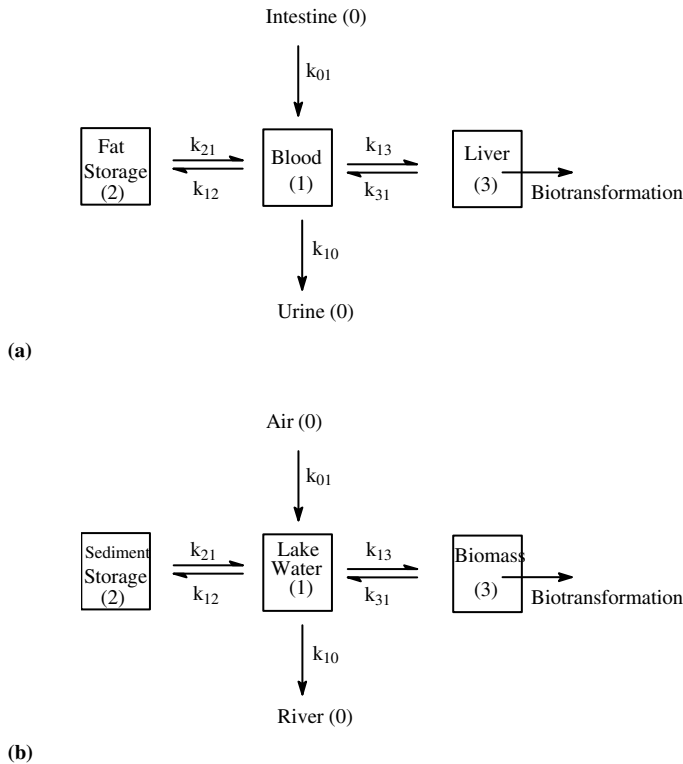 Intestine (0)
k01
Fat
Storage
(2)
k21
k12
Blood
(1)
k13
k31
Liver
(3)
Biotransformation
k10
Urine (0)
(a)
Air (0)
k01
Sediment
Storage
(2)
k21
k12
Lake
Water
(1)
k13
k31
Biomass
(3)
Biotransformation
k10
River (0)
(b)